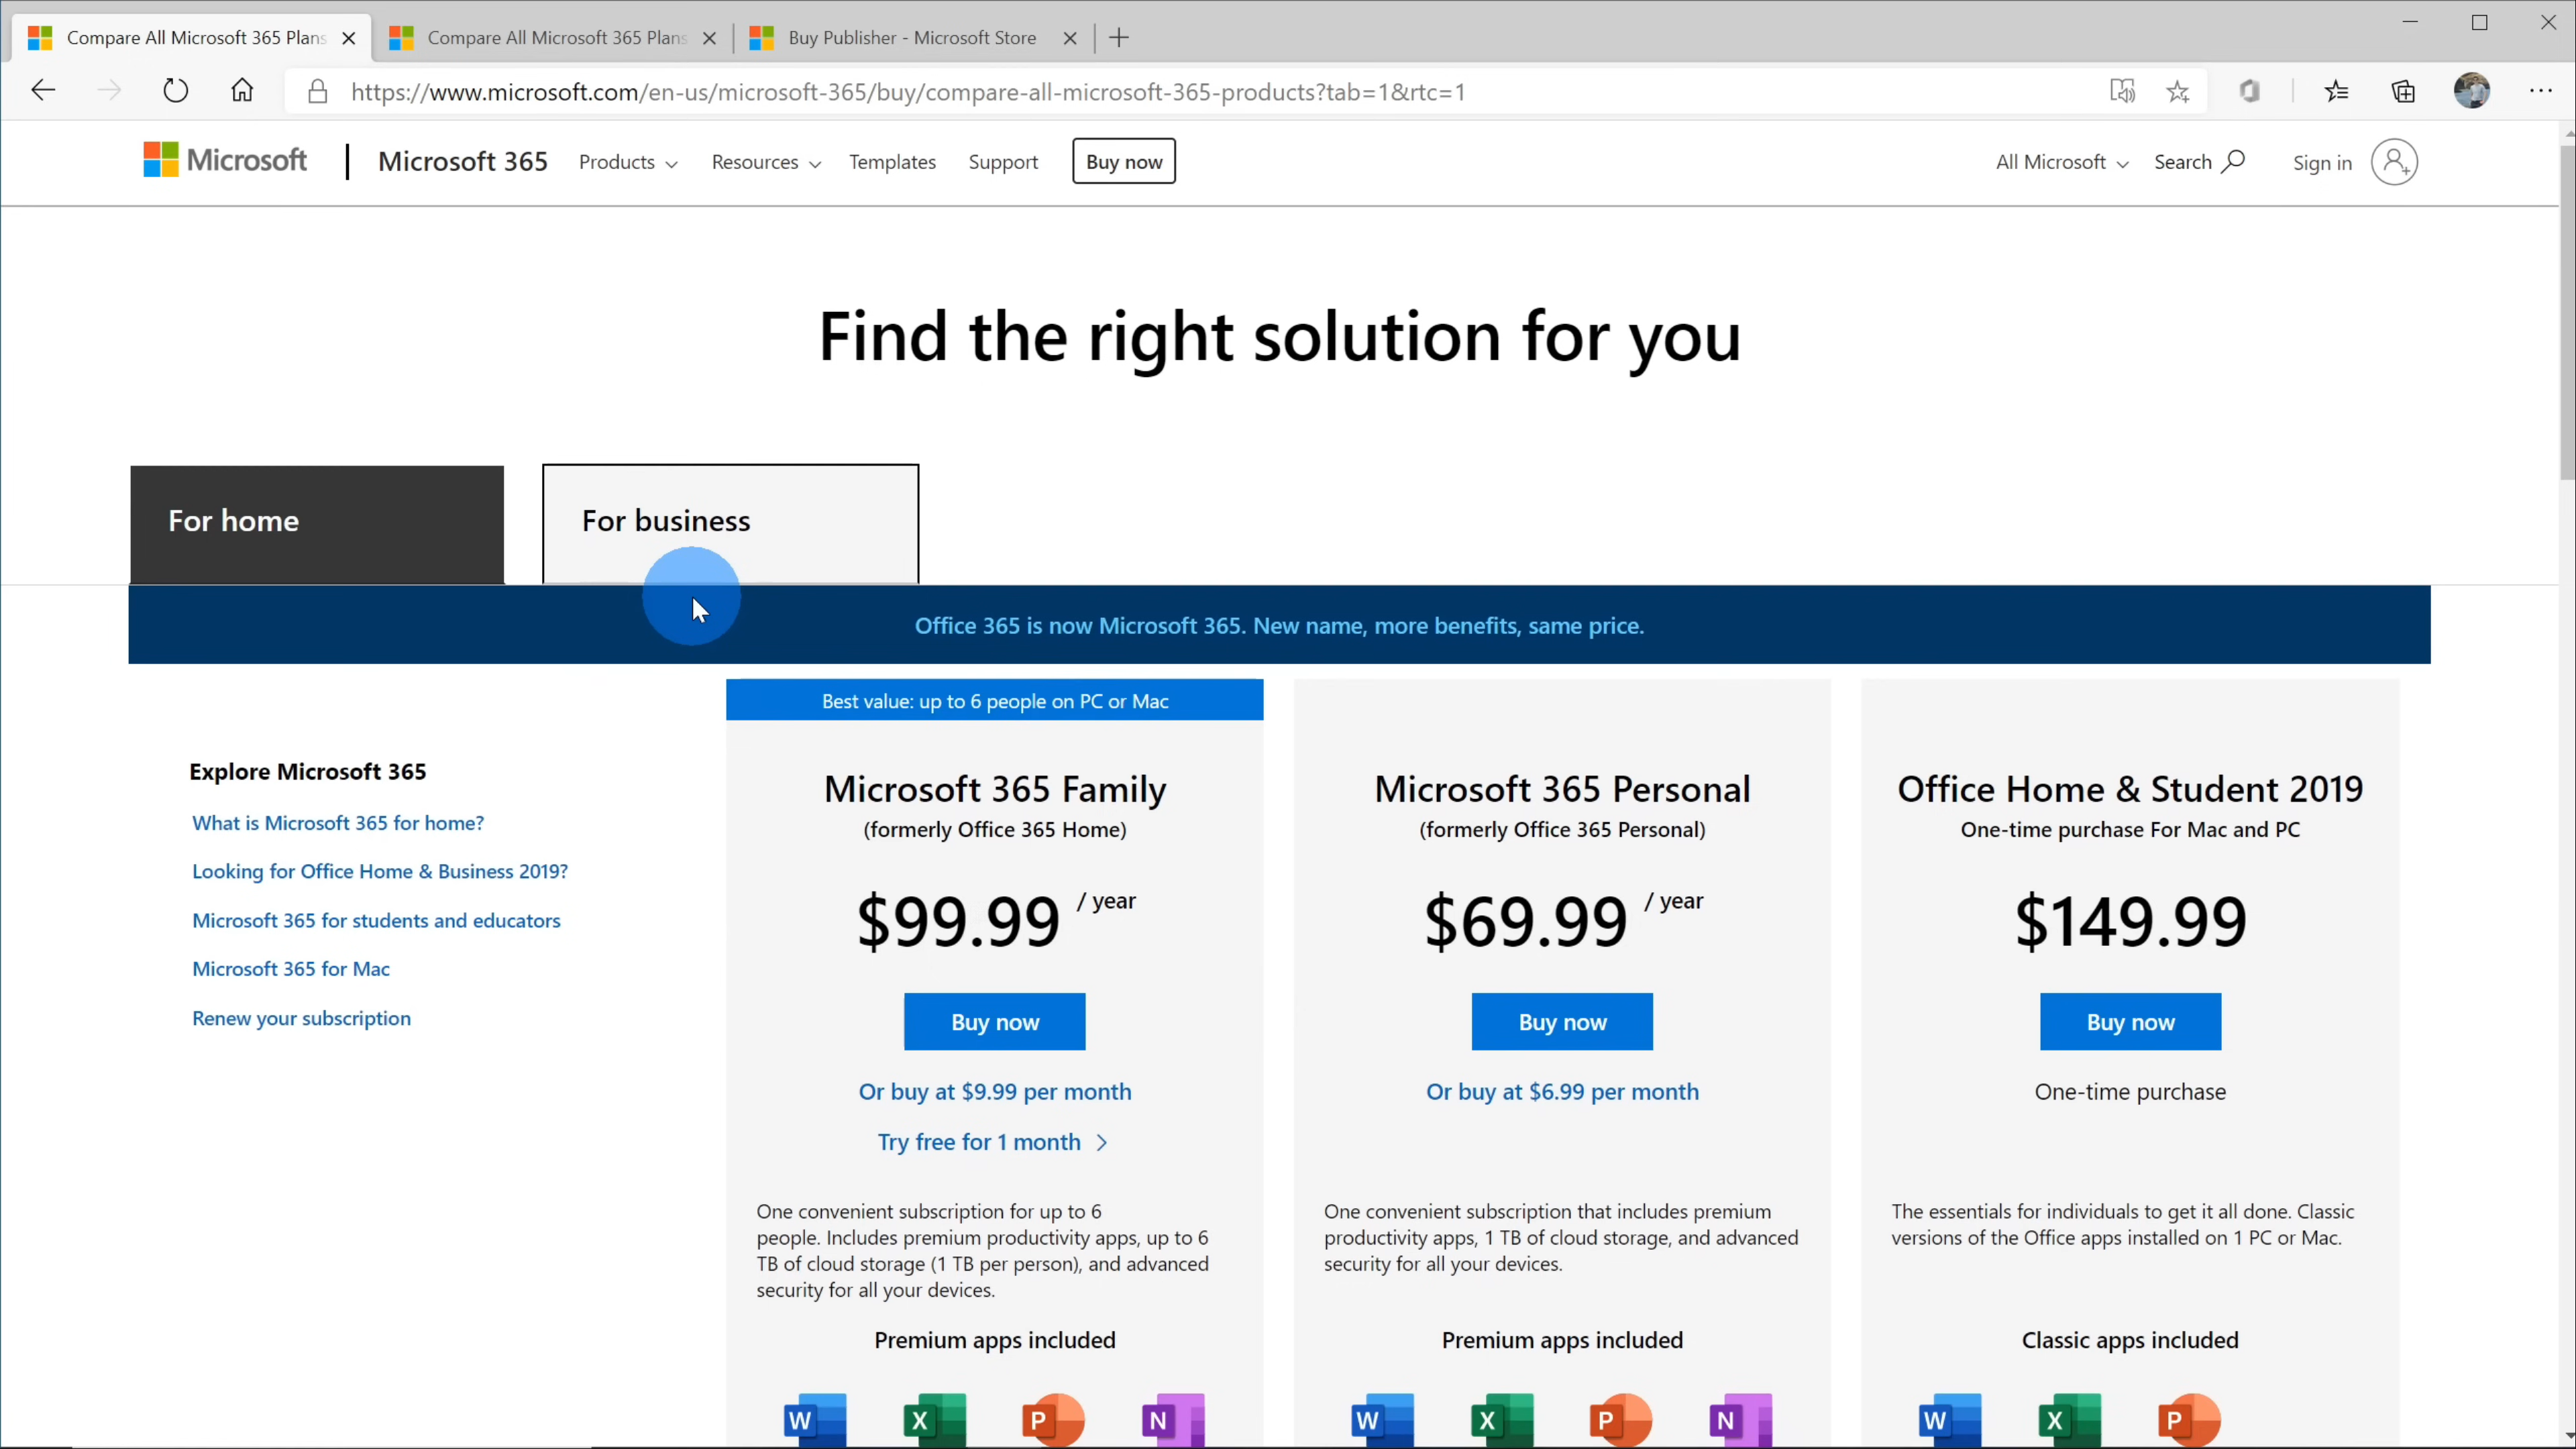 Compare All Microsoft 365 Plans
Compare All Microsoft 365 Plans
Buy Publisher - Microsoft Store
https://www.microsoft.com/en-us/microsoft-365/buy/compare-all-microsoft-365-products?tab=1&rtc=1
Microsoft
Microsoft 365
Products
Resources
Templates
Support
Buy now
All Microsoft
Search
Sign in
Find the right solution for you
For home
For business
Office 365 is now Microsoft 365. New name, more benefits, same price.
Explore Microsoft 365
What is Microsoft 365 for home?
Looking for Office Home & Business 2019?
Microsoft 365 for students and educators
Microsoft 365 for Mac
Renew your subscription
Best value: up to 6 people on PC or Mac
Microsoft 365 Family
(formerly Office 365 Home)
$99.99 / year
Buy now
Or buy at $9.99 per month
Try free for 1 month
One convenient subscription for up to 6
people. Includes premium productivity apps, up to 6
TB of cloud storage (1 TB per person), and advanced
security for all your devices.
Premium apps included
W X P N
Microsoft 365 Personal
(formerly Office 365 Personal)
$69.99 / year
Buy now
Or buy at $6.99 per month
One convenient subscription that includes premium
productivity apps, 1 TB of cloud storage, and advanced
security for all your devices.
Premium apps included
W X P N
Office Home & Student 2019
One-time purchase For Mac and PC
$149.99
Buy now
One-time purchase
The essentials for individuals to get it all done. Classic
versions of the Office apps installed on 1 PC or Mac.
Classic apps included
W X P